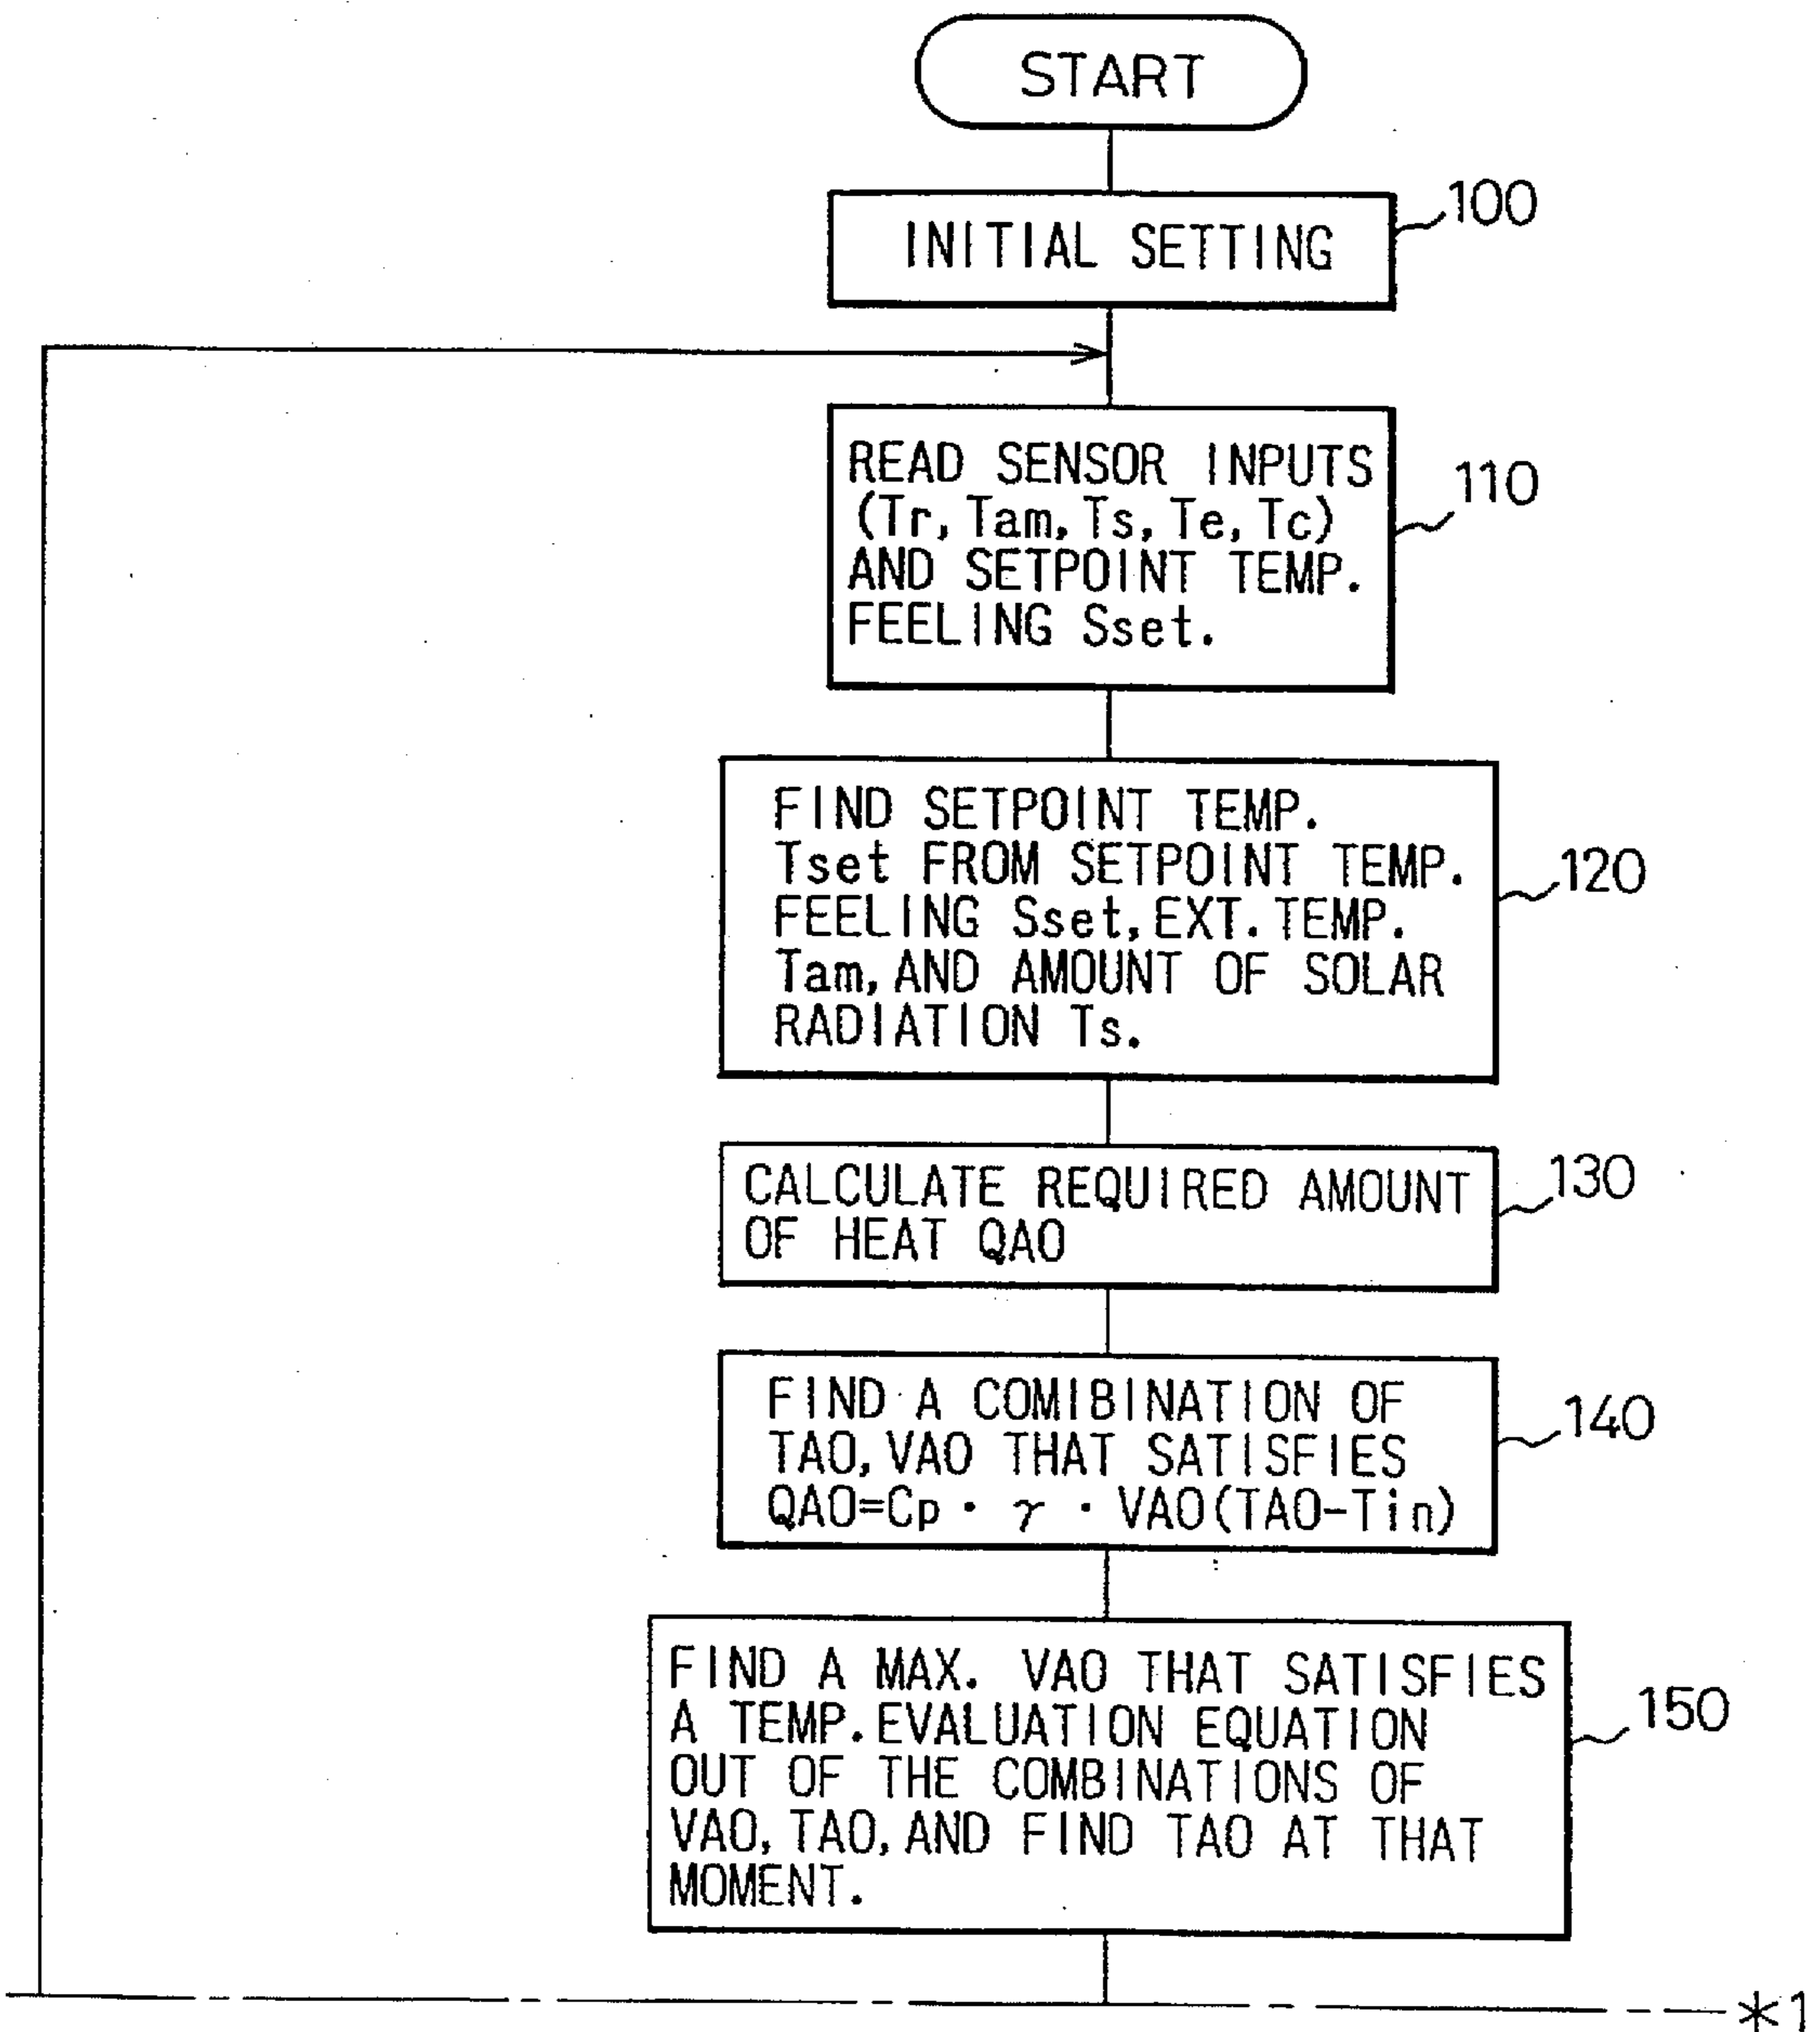 START
INITIAL SETTING
100
READ SENSOR INPUTS
(Tr, Tam, Ts, Te, Tc)
AND SETPOINT TEMP.
FEELING Sset.
110
FIND SETPOINT TEMP.
Tset FROM SETPOINT TEMP.
FEELING Sset, EXT. TEMP.
Tam, AND AMOUNT OF SOLAR
RADIATION Ts.
120
CALCULATE REQUIRED AMOUNT
OF HEAT QAO
130
FIND A COMIBINATION OF
TAO, VAO THAT SATISFIES
QAO=Cp · γ · VAO(TAO-Tin)
140
FIND A MAX. VAO THAT SATISFIES
A TEMP. EVALUATION EQUATION
OUT OF THE COMBINATIONS OF
VAO, TAO, AND FIND TAO AT THAT
MOMENT.
150
*1